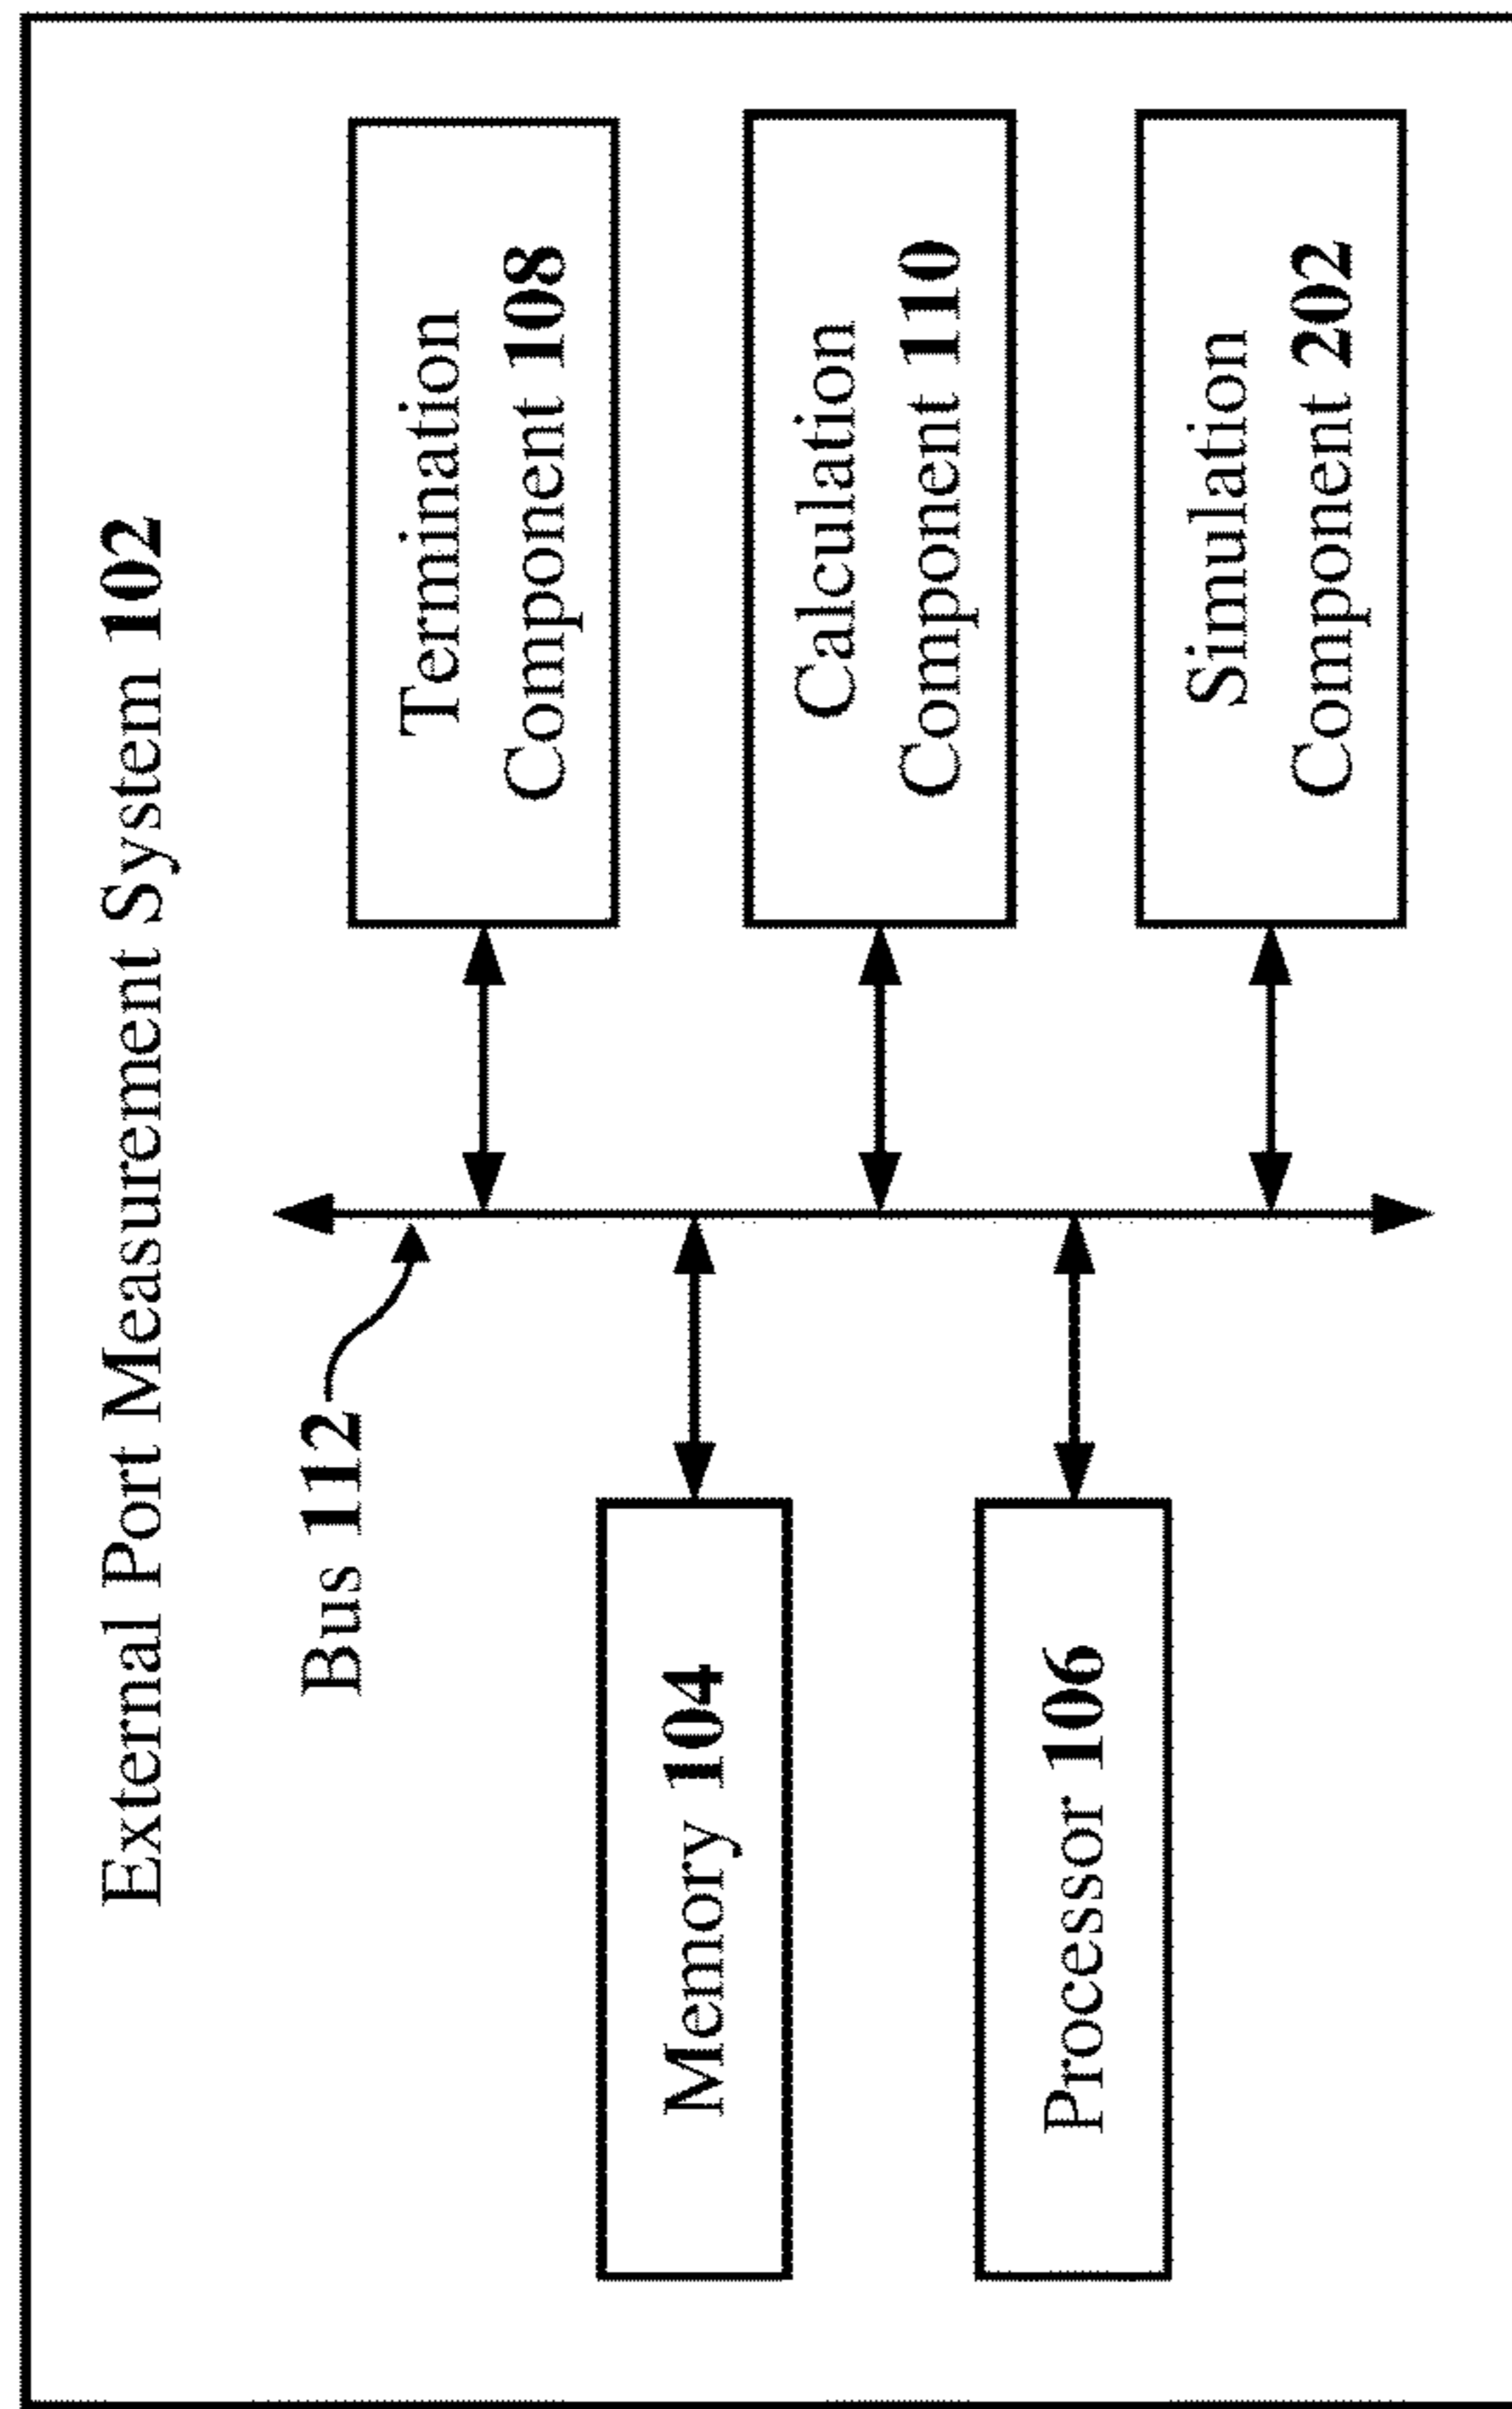 External Port Measurement System 102
Bus 112
Memory 104
Processor 106
Termination
Component 108
Calculation
Component 110
Simulation
Component 202